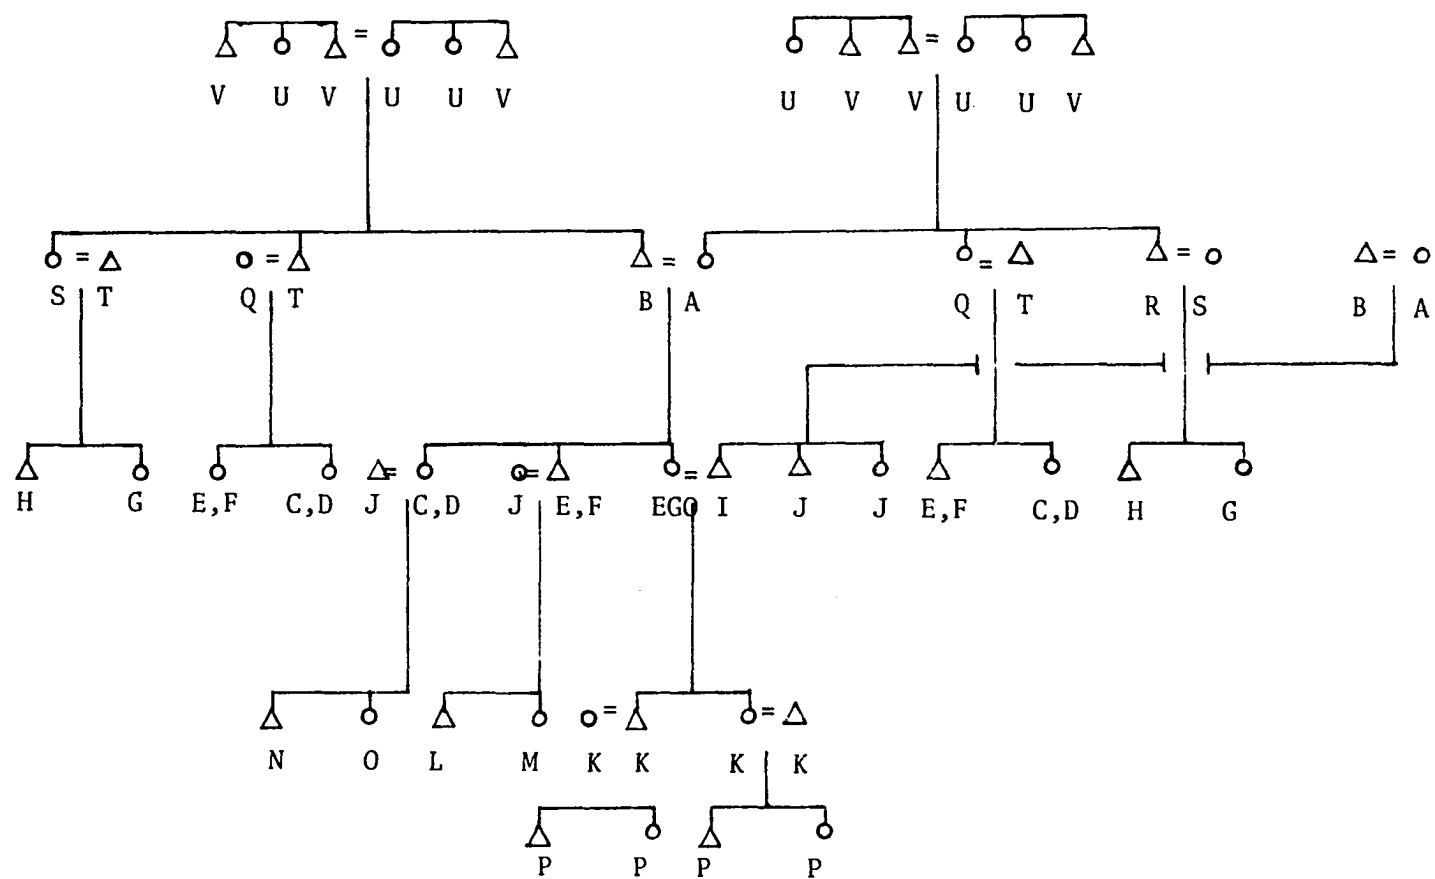 V U V U U V U V V U U V
S T Q T B A Q T R S B A
H G E,F C,D J C,D J E,F EGO I J J E,F C,D H G
N O L M K K K K
P P P P